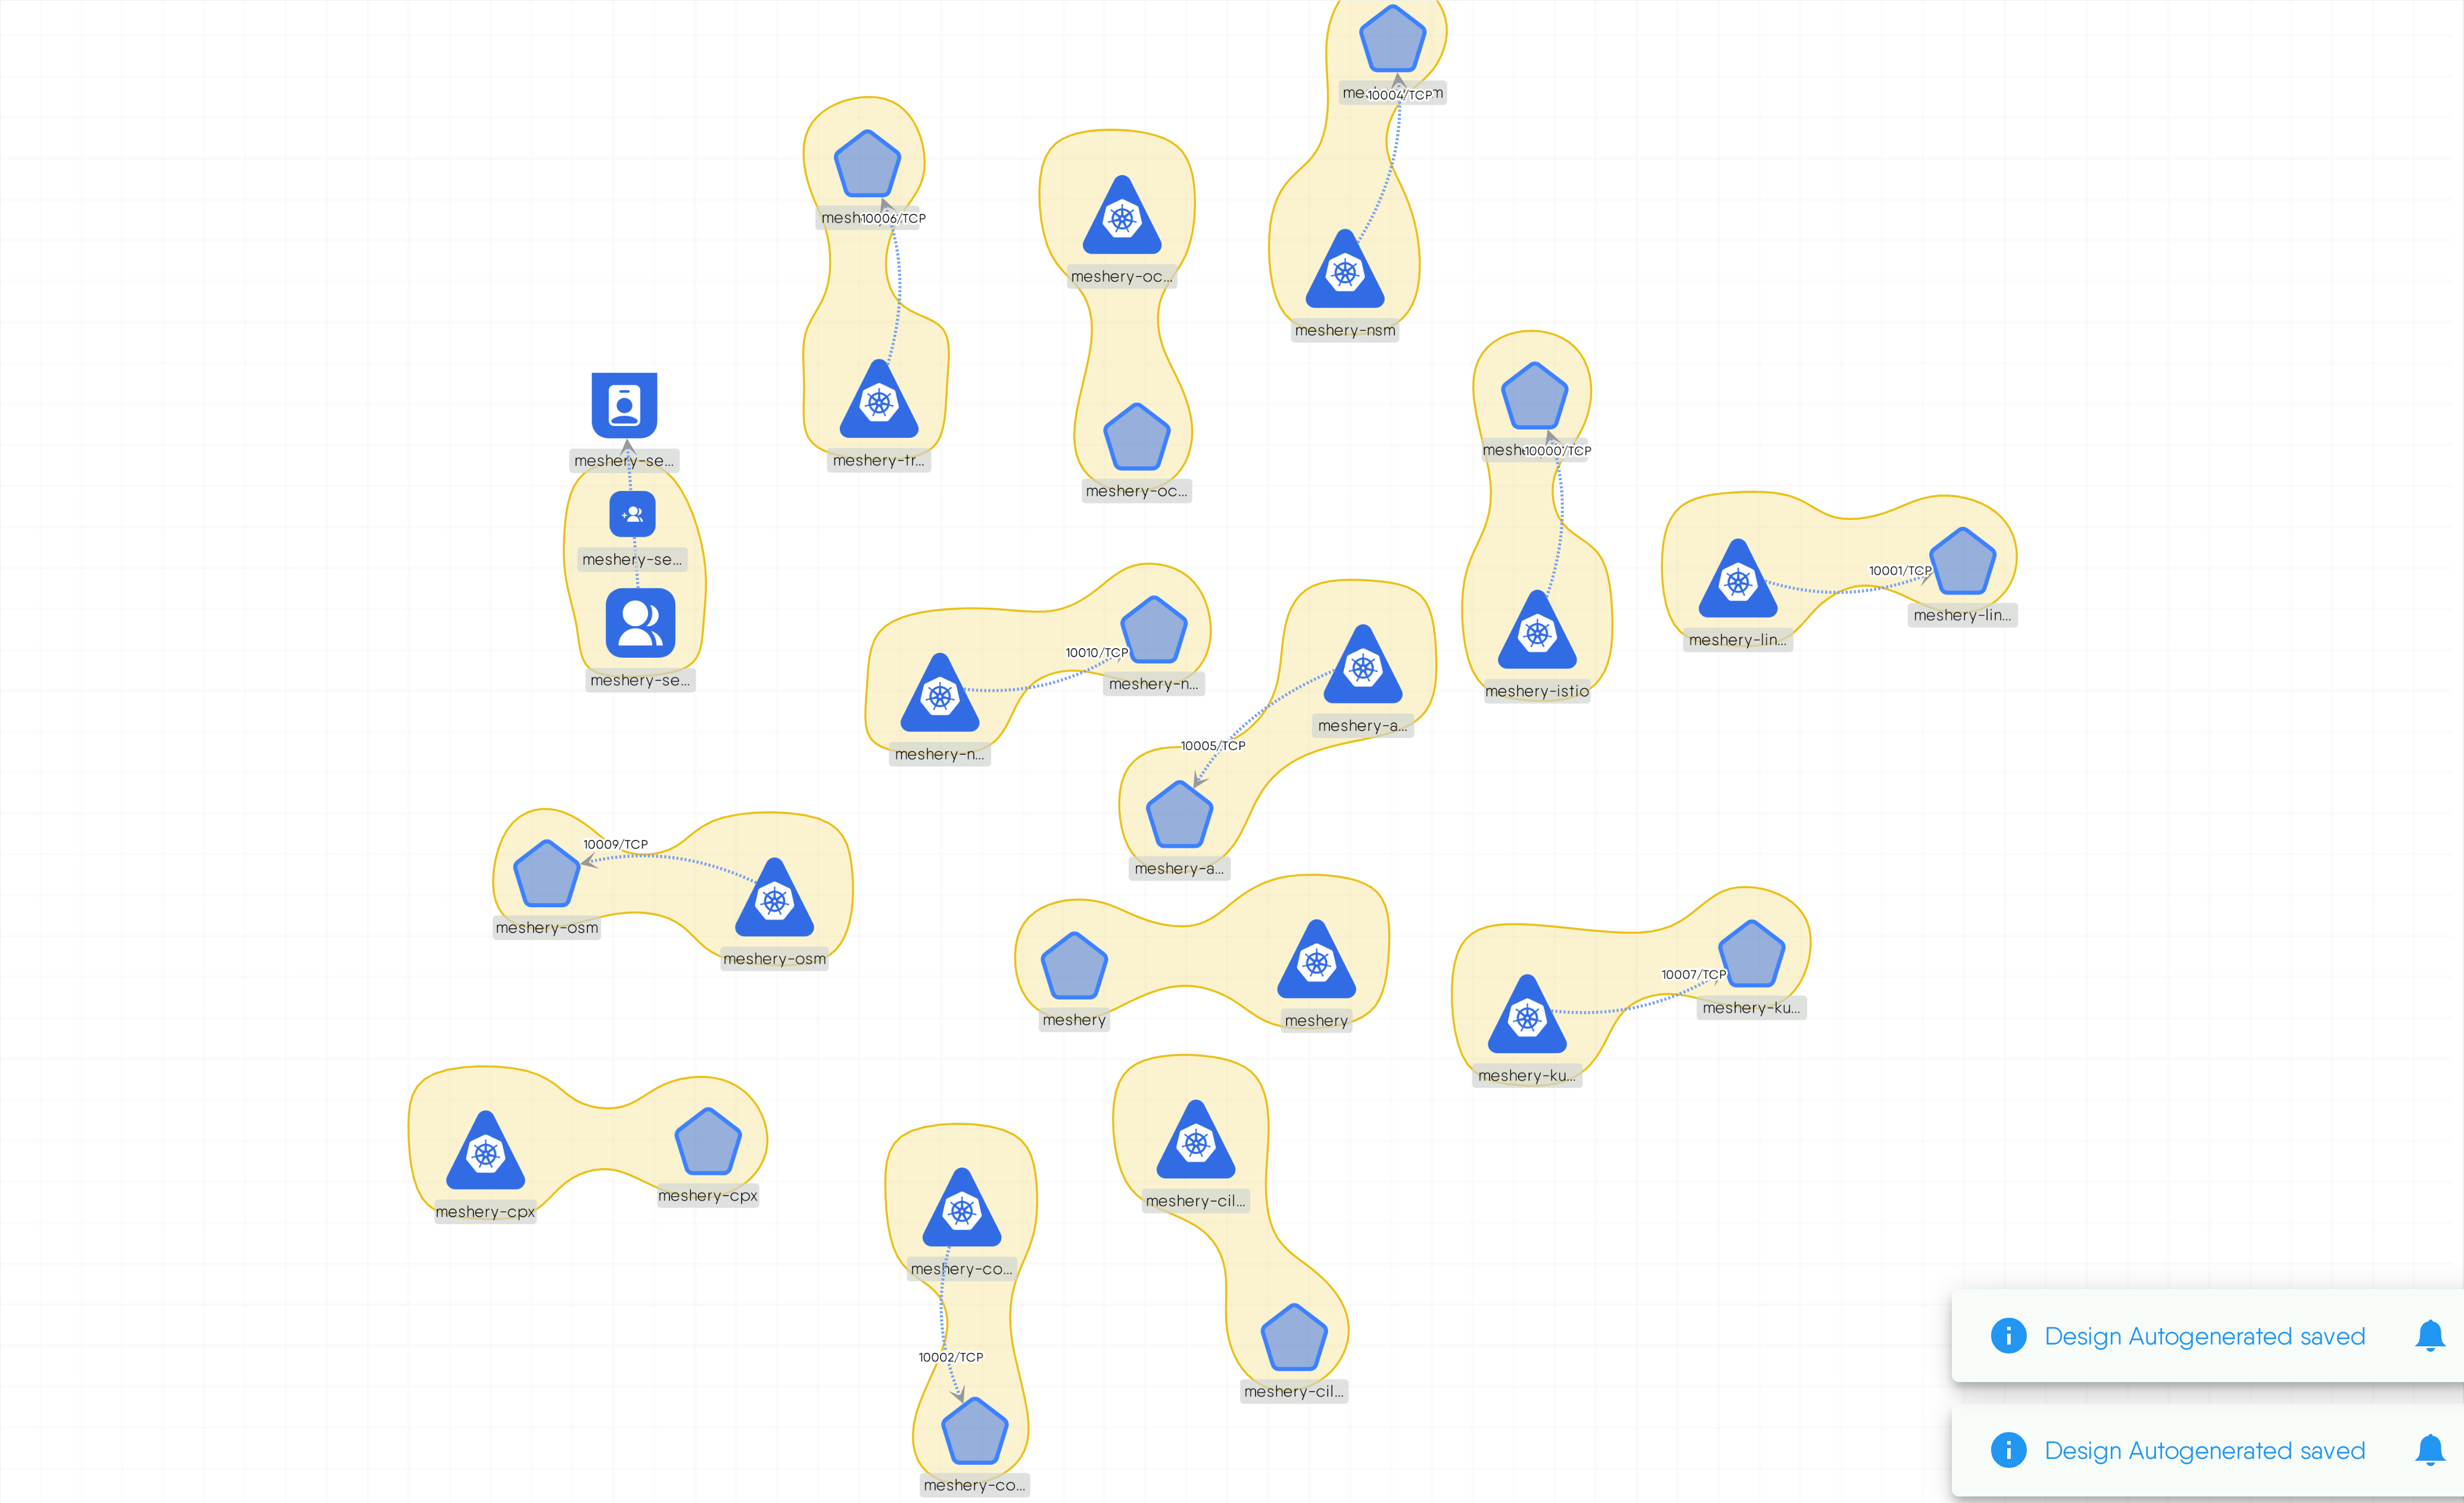 10004/TCP
10006/TCP
meshery-oc...
meshery-nsm
meshery-se...
meshery-tr...
10000/TCP
meshery-oc...
meshery-se...
10001/TCP
meshery-lin...
meshery-lin...
meshery-se...
10010/TCP
meshery-n...
meshery-istio
meshery-n...
meshery-a...
10005/TCP
10009/TCP
meshery-a...
meshery-osm
meshery-osm
meshery
meshery
10007/TCP
meshery-ku...
meshery-ku...
meshery-cpx
meshery-cpx
meshery-cil...
meshery-co...
10002/TCP
meshery-cil...
meshery-co...
Design Autogenerated saved
Design Autogenerated saved